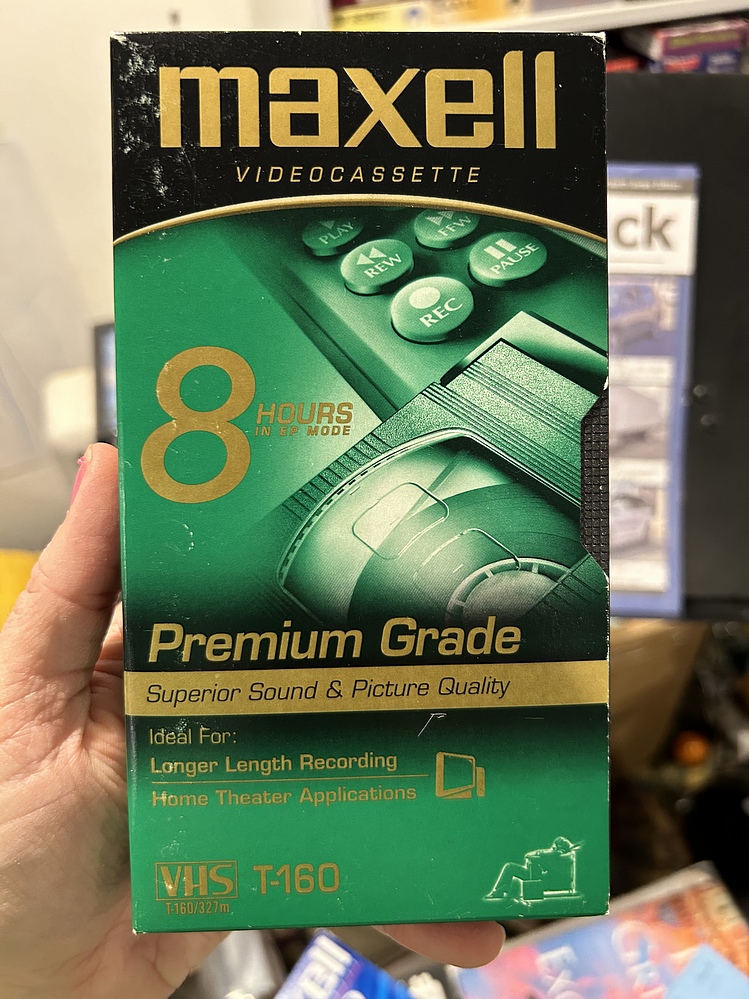 maxell
VIDEOCASSETTE
PLAY
FFW
REW
PAUSE
REC
8 HOURS
IN EP MODE
Premium Grade
Superior Sound & Picture Quality
Ideal For:
Longer Length Recording
Home Theater Applications
VHS T-160
T-160/327m
ck